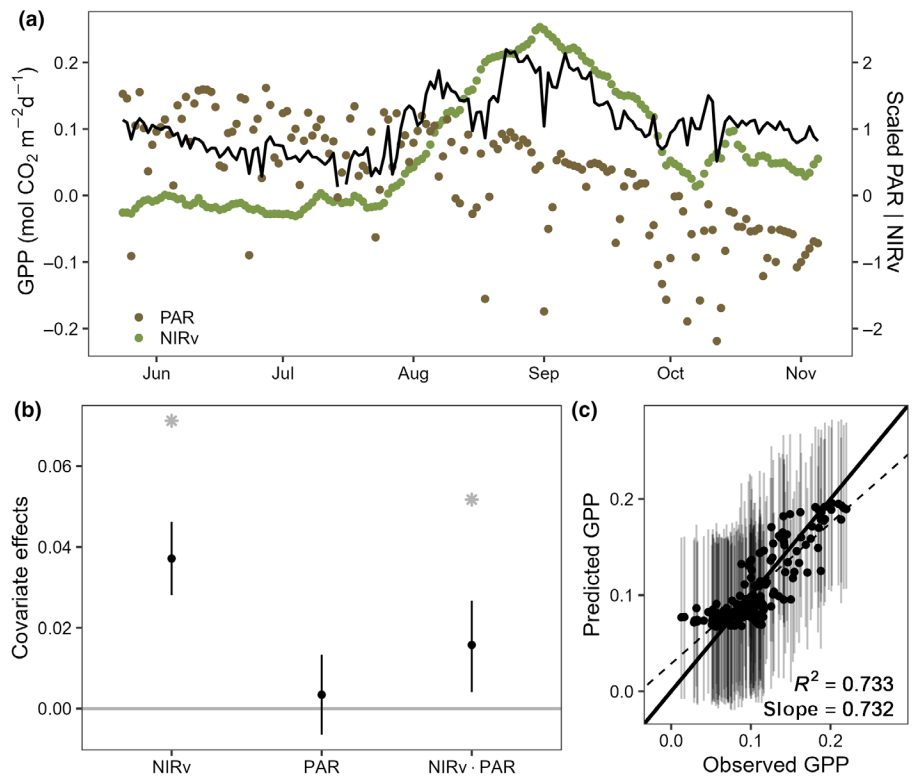 (a)
GPP (mol CO₂ m⁻²d⁻¹)
0.2
0.1
0.0
−0.1
−0.2
2
1
0
−1
−2
Scaled PAR | NIRv
PAR
NIRv
Jun Jul Aug Sep Oct Nov
(b)
Covariate effects
0.06
0.04
0.02
0.00
NIRv PAR NIRv · PAR
(c)
Predicted GPP
0.2
0.1
0.0
R² = 0.733
Slope = 0.732
0.0 0.1 0.2
Observed GPP